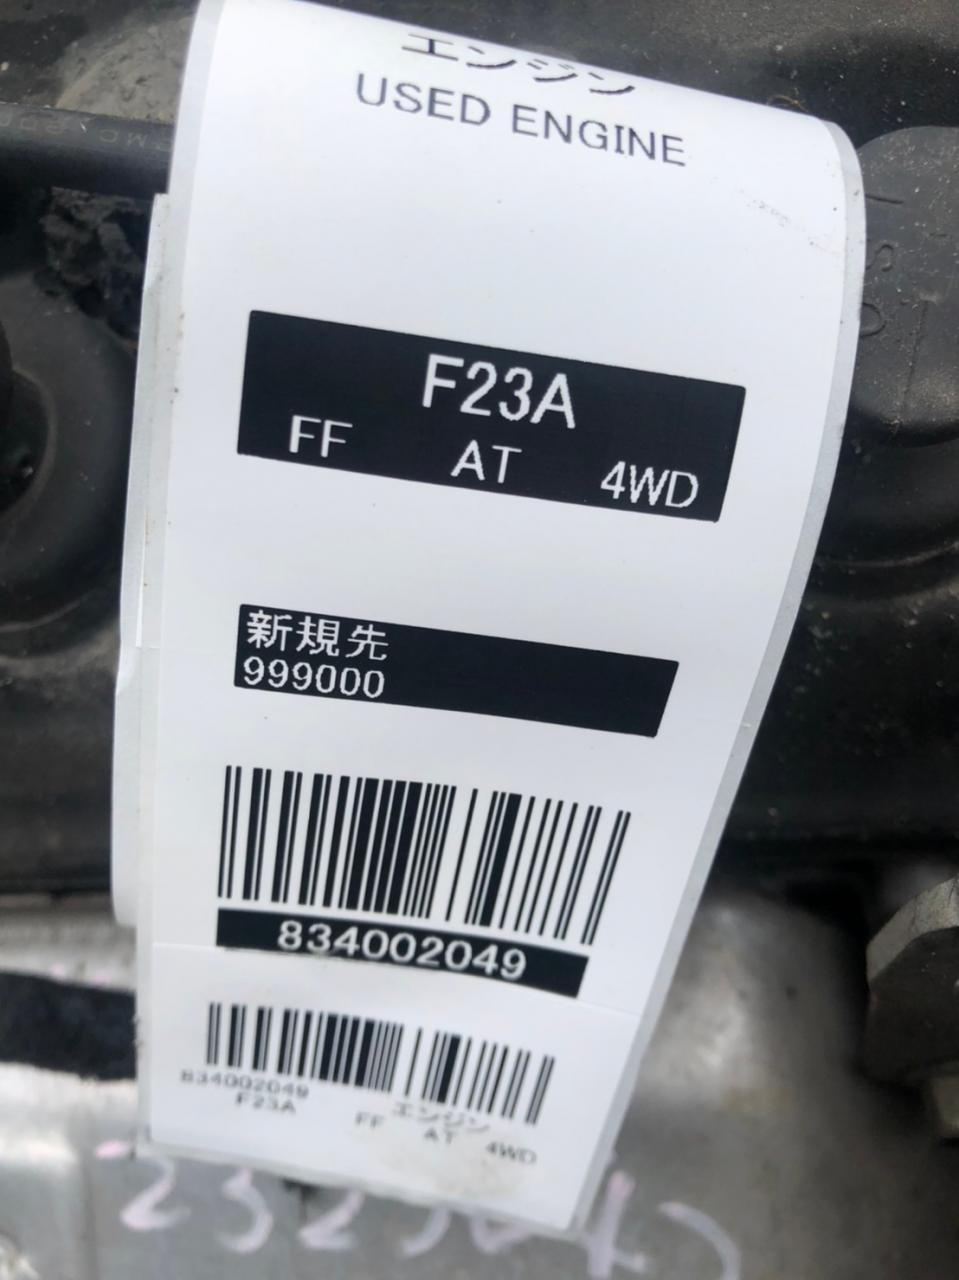 エンジン
USED ENGINE
F23A
FF AT 4WD
新規先
999000
834002049
834002049
エンジン
F23A FF AT 4WD